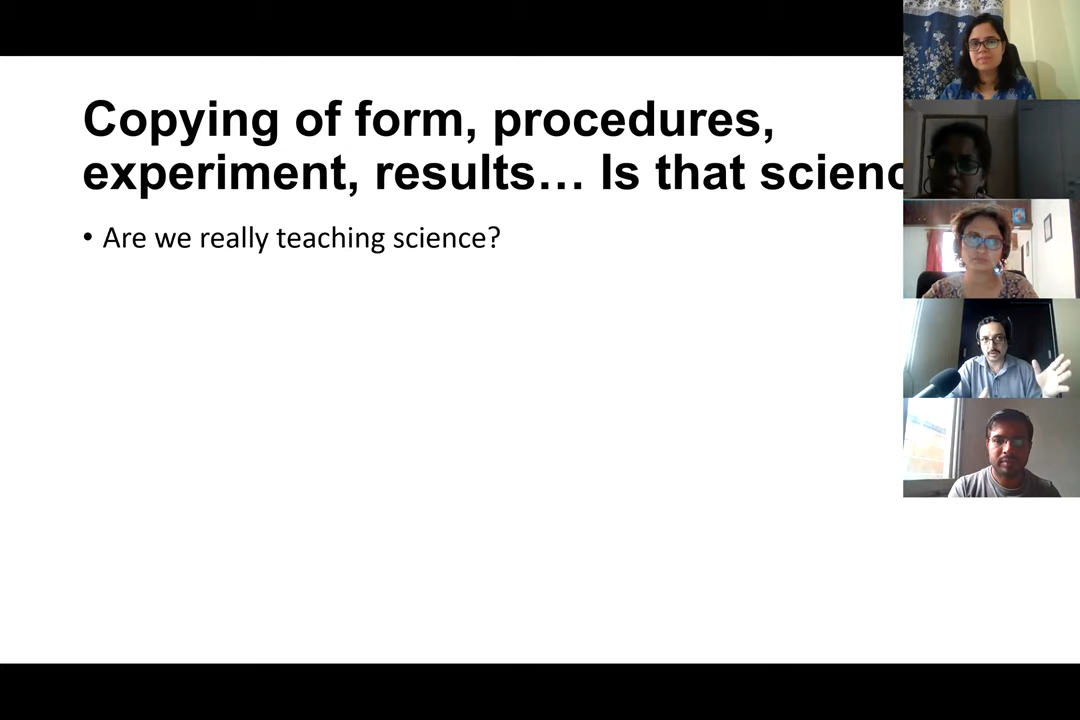 Copying of form, procedures,
experiment, results… Is that scienc
• Are we really teaching science?